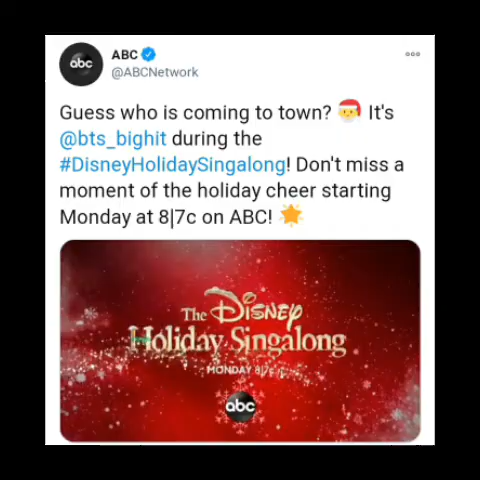 abc
ABC
@ABCNetwork
Guess who is coming to town? 🎅 It's
@bts_bighit during the
#DisneyHolidaySingalong! Don't miss a
moment of the holiday cheer starting
Monday at 8|7c on ABC! 🌟
The Disney
Holiday Singalong
MONDAY 8|7c
abc